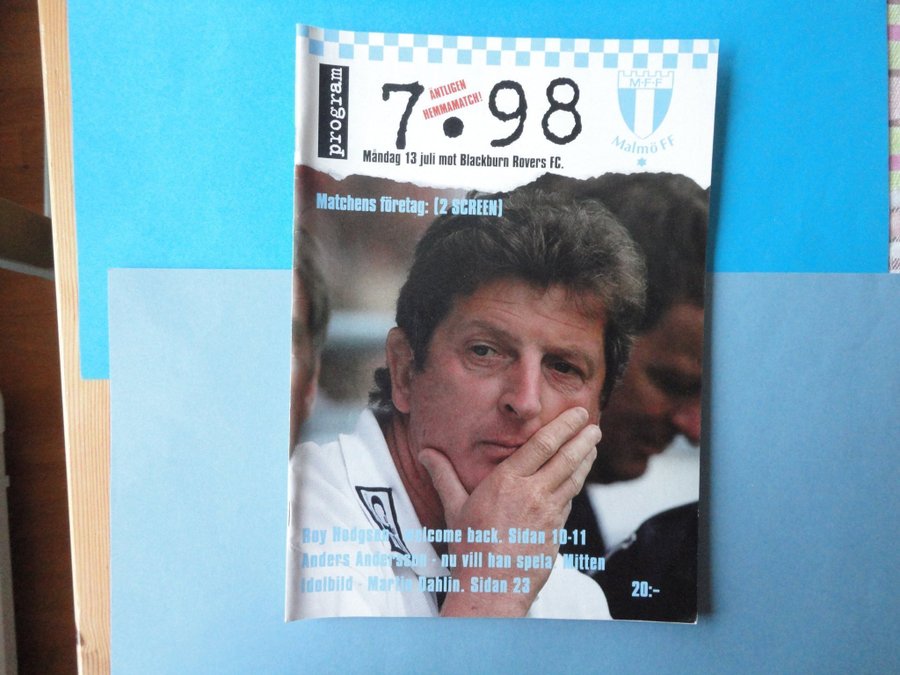 program
7.98
ÄNTLIGEN
HEMMAMATCH!
M-F-F
Malmö FF
Måndag 13 juli mot Blackburn Rovers FC.
Matchens företag: (2 SCREEN)
Roy Hodgson - welcome back. Sidan 10-11
Anders Andersson - nu vill han spela. Mitten
Idolbild - Martin Dahlin. Sidan 23
20:-